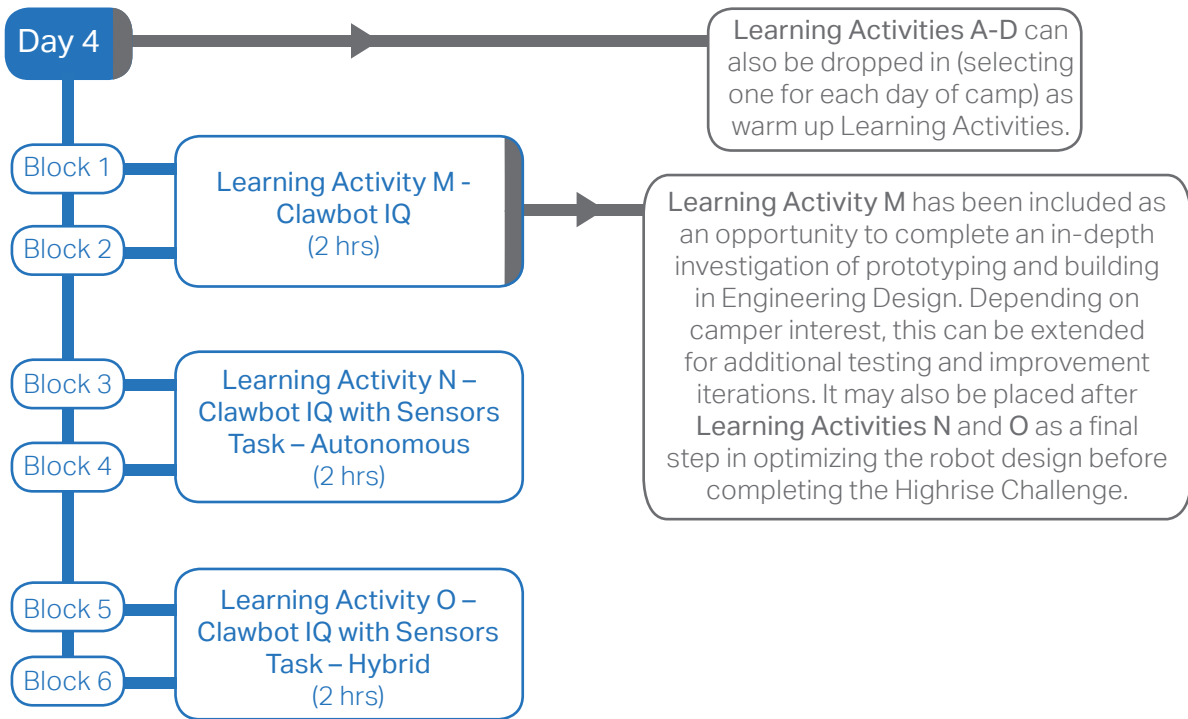 Day 4
Learning Activities A-D can
also be dropped in (selecting
one for each day of camp) as
warm up Learning Activities.
Block 1
Block 2
Learning Activity M -
Clawbot IQ
(2 hrs)
Learning Activity M has been included as
an opportunity to complete an in-depth
investigation of prototyping and building
in Engineering Design. Depending on
camper interest, this can be extended
for additional testing and improvement
iterations. It may also be placed after
Learning Activities N and O as a final
step in optimizing the robot design before
completing the Highrise Challenge.
Block 3
Block 4
Learning Activity N –
Clawbot IQ with Sensors
Task – Autonomous
(2 hrs)
Block 5
Block 6
Learning Activity O –
Clawbot IQ with Sensors
Task – Hybrid
(2 hrs)